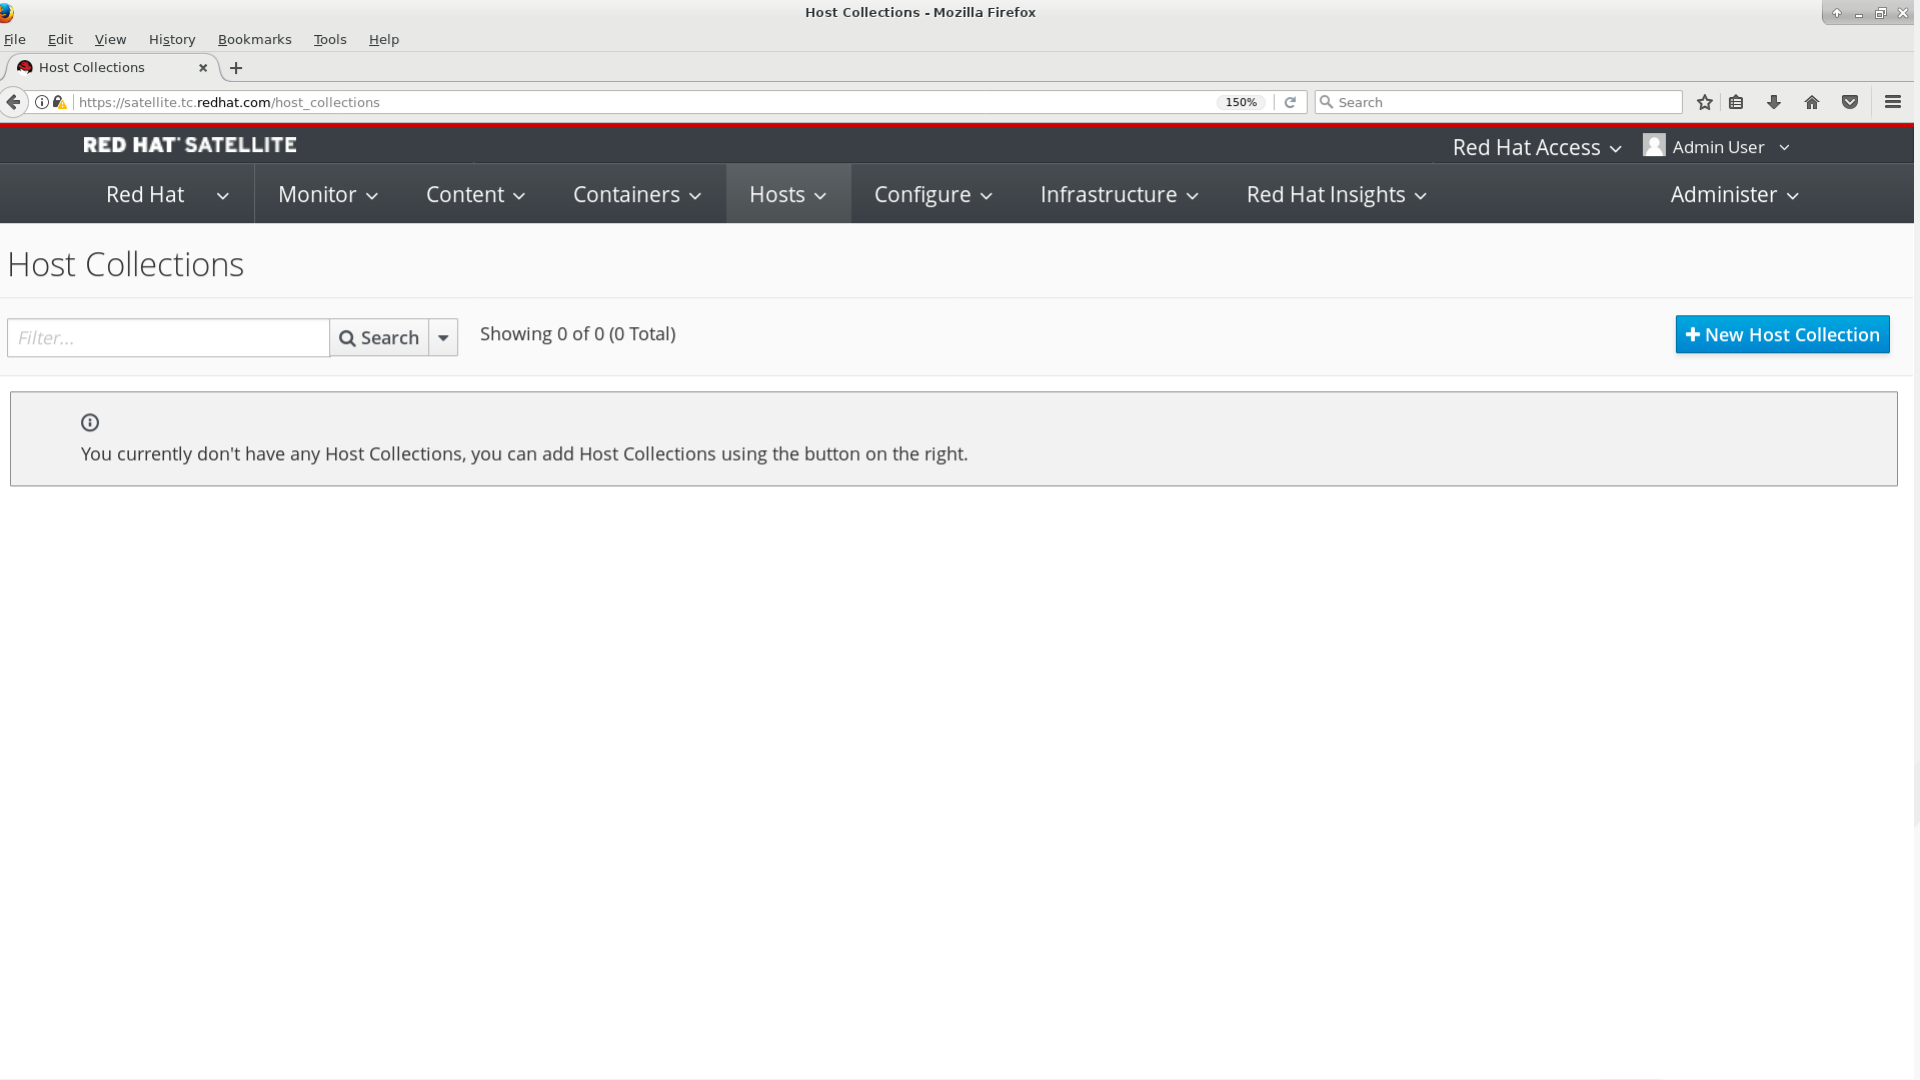 Host Collections - Mozilla Firefox
File Edit View History Bookmarks Tools Help
Host Collections
https://satellite.tc.redhat.com/host_collections 150% Search
RED HAT SATELLITE Red Hat Access Admin User
Red Hat Monitor Content Containers Hosts Configure Infrastructure Red Hat Insights Administer
Host Collections
Filter... Search Showing 0 of 0 (0 Total) New Host Collection
You currently don't have any Host Collections, you can add Host Collections using the button on the right.